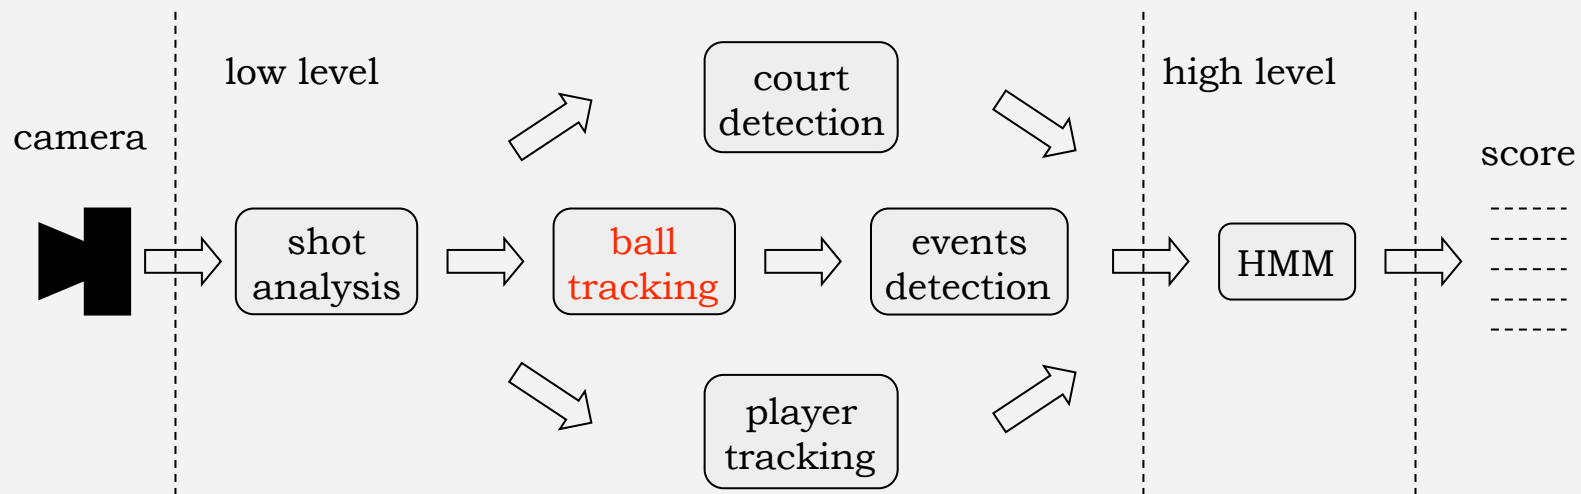 camera
low level
shot
analysis
court
detection
ball
tracking
player
tracking
events
detection
high level
HMM
score